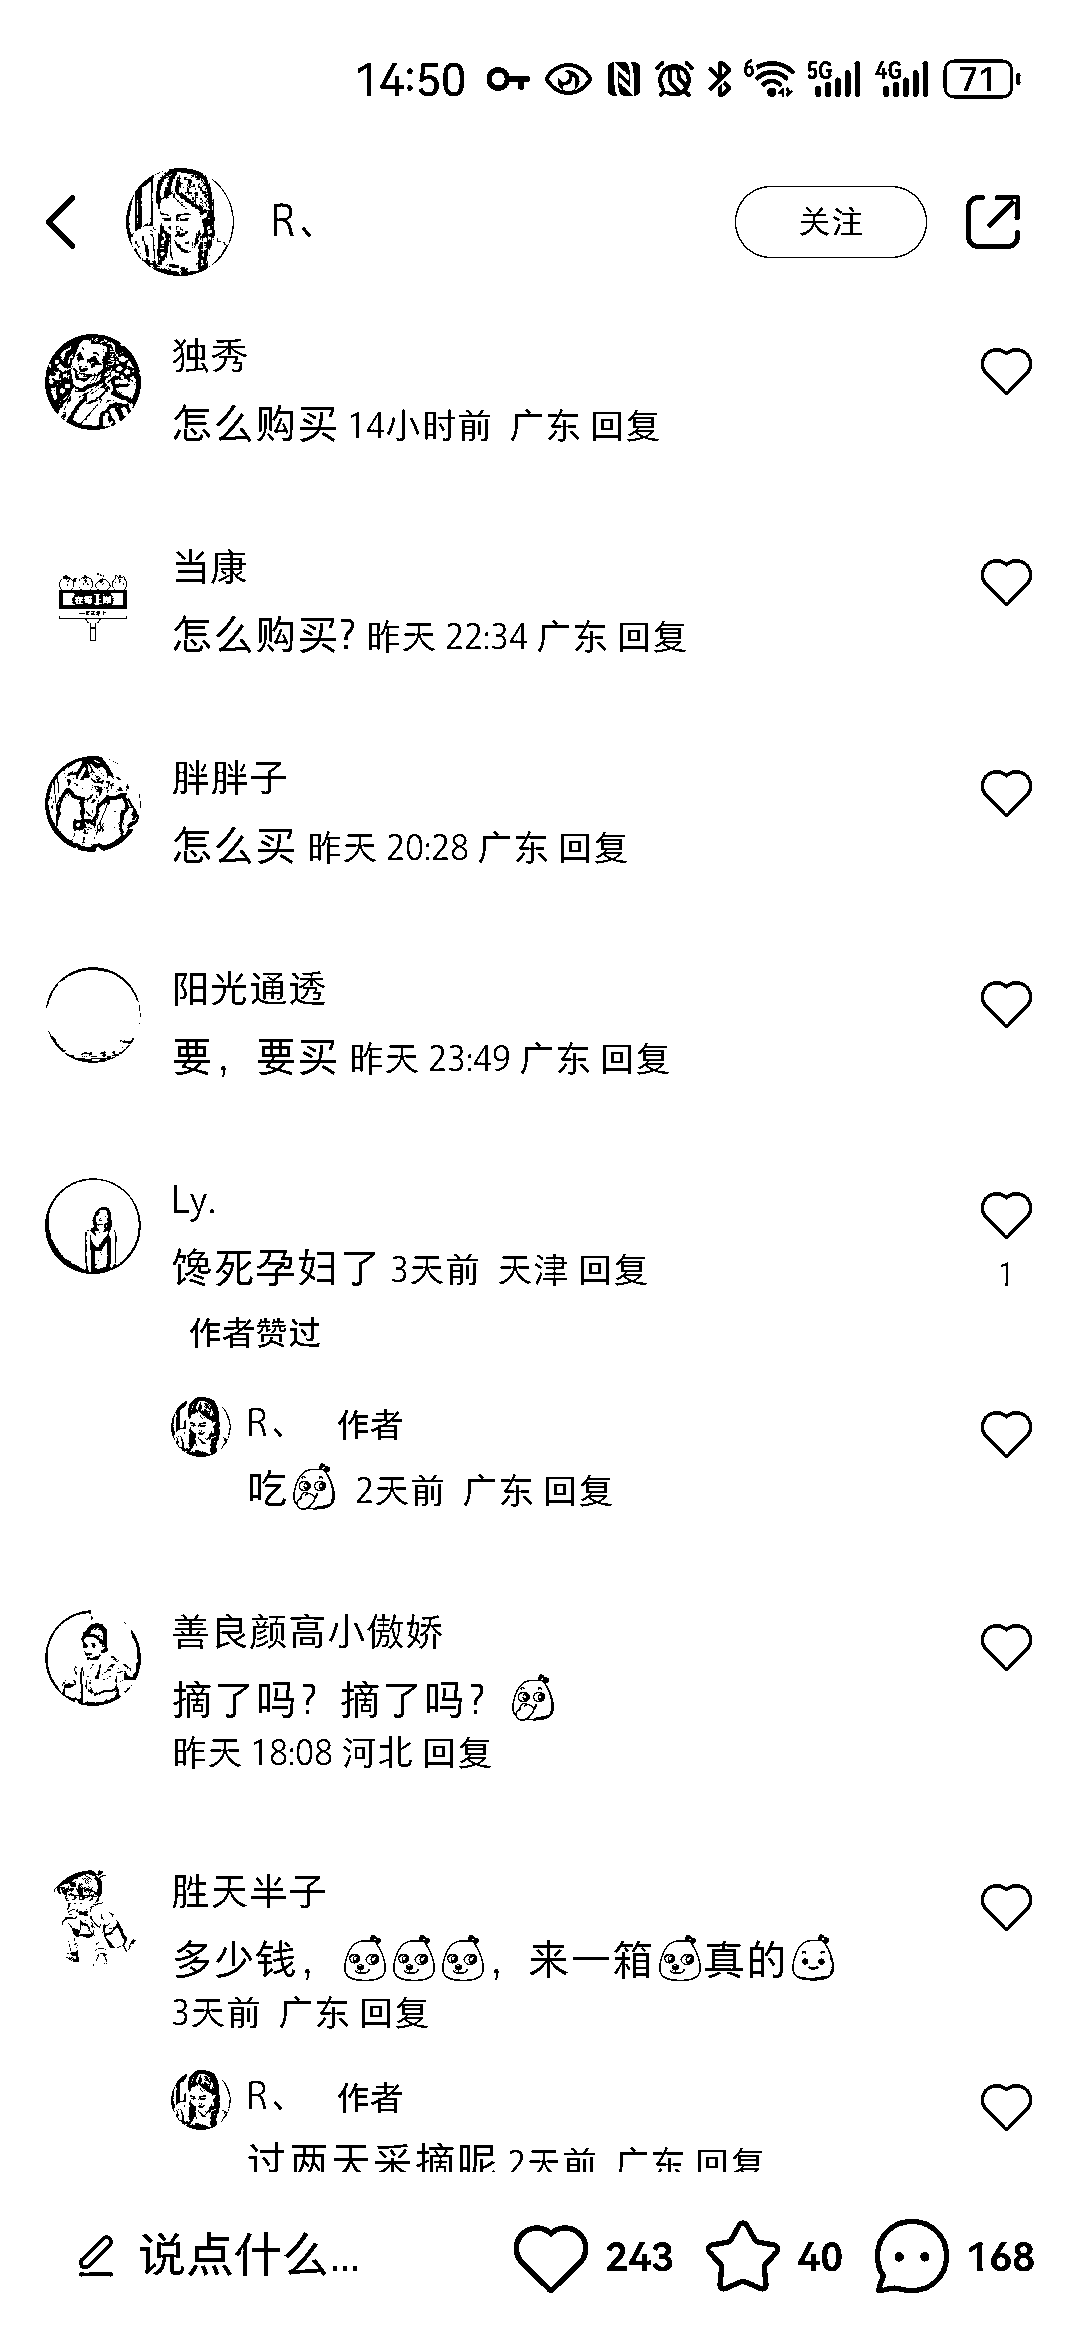 14:50 6 5G 4G 71
R、 关注
独秀
怎么购买 14小时前 广东 回复
当康
怎么购买? 昨天 22:34 广东 回复
胖胖子
怎么买 昨天 20:28 广东 回复
阳光通透
要，要买 昨天 23:49 广东 回复
Ly.
馋死孕妇了 3天前 天津 回复
1
作者赞过
R、 作者
吃 2天前 广东 回复
善良颜高小傲娇
摘了吗？摘了吗？
昨天 18:08 河北 回复
胜天半子
多少钱，，来一箱真的
3天前 广东 回复
R、 作者
过两天采摘呢 2天前 广东 回复
说点什么... 243 40 168